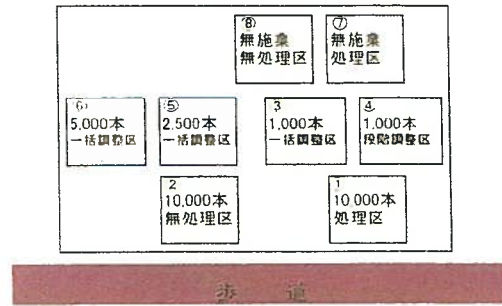 ⑧
無施業
無処理区
⑦
無施業
処理区
⑥
5,000本
一括調整区
⑤
2,500本
一括調整区
3
1,000本
一括調整区
4
1,000本
段階調整区
2
10,000本
無処理区
1
10,000本
処理区
歩 道